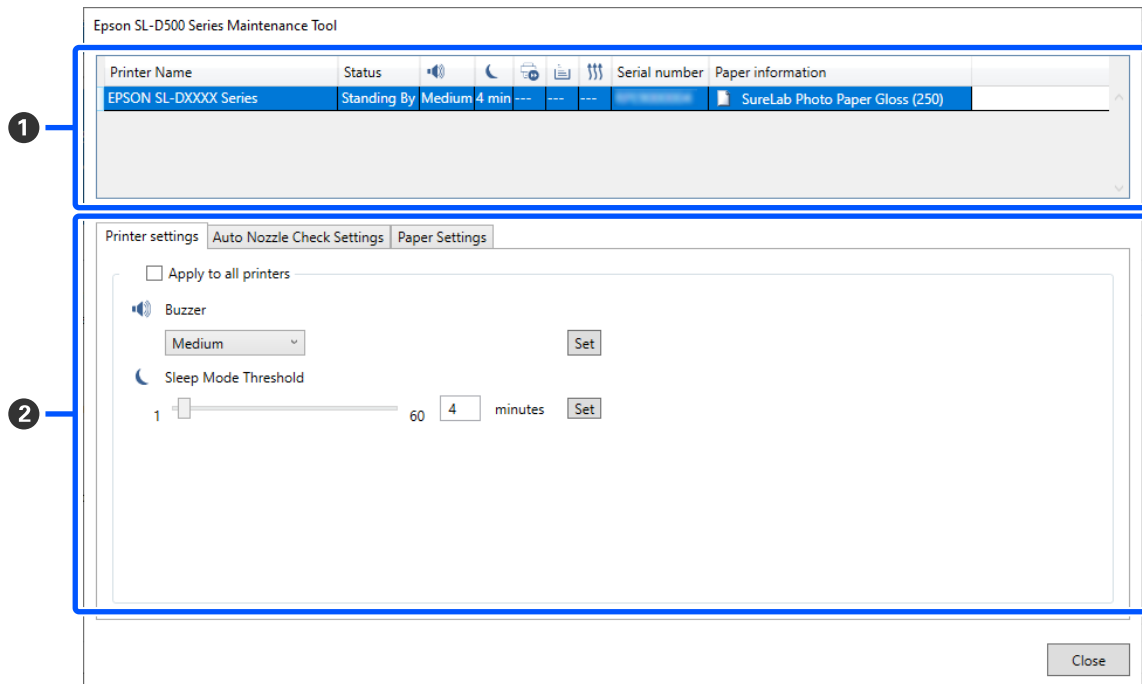 Epson SL-D500 Series Maintenance Tool
Printer Name Status Serial number Paper information
EPSON SL-DXXXX Series Standing By Medium 4 min --- --- --- SureLab Photo Paper Gloss (250)
1
Printer settings Auto Nozzle Check Settings Paper Settings
Apply to all printers
Buzzer
Medium Set
Sleep Mode Threshold
2
1 60 4 minutes Set
Close